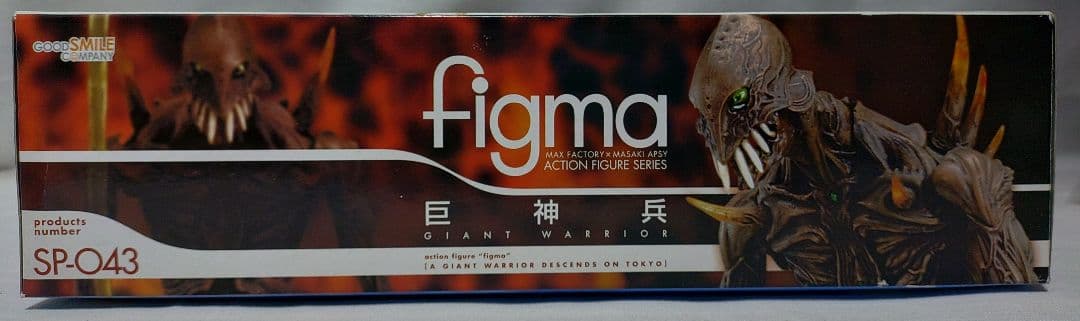 GOOD SMILE
COMPANY
figma
MAX FACTORY × MASAKI APSY
ACTION FIGURE SERIES
巨神兵
GIANT WARRIOR
products
number
SP-043
action figure "figma"
[A GIANT WARRIOR DESCENDS ON TOKYO]